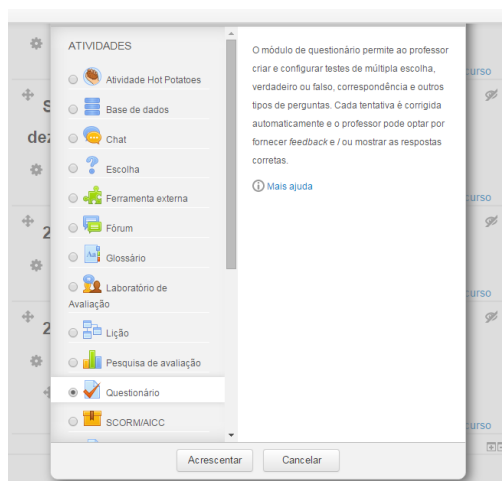 ATIVIDADES
Atividade Hot Potatoes
Base de dados
Chat
Escolha
Ferramenta externa
Fórum
Glossário
Laboratório de
Avaliação
Lição
Pesquisa de avaliação
Questionário
SCORM/AICC
O módulo de questionário permite ao professor
criar e configurar testes de múltipla escolha,
verdadeiro ou falso, correspondência e outros
tipos de perguntas. Cada tentativa é corrigida
automaticamente e o professor pode optar por
fornecer feedback e / ou mostrar as respostas
corretas.
Mais ajuda
Acrescentar
Cancelar
S
dez
2
2
curso
curso
curso
curso